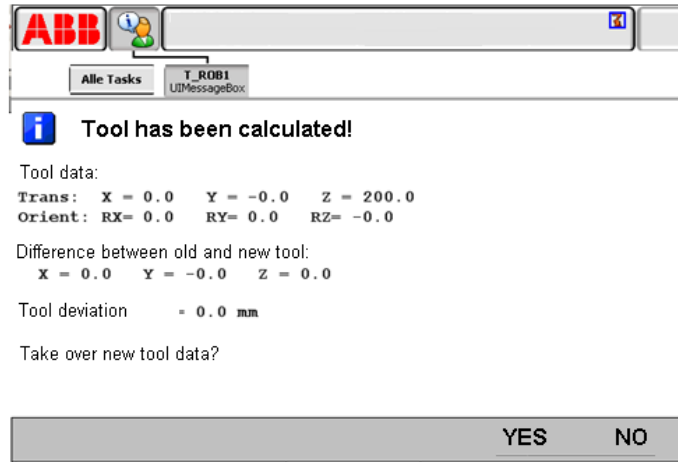 ABB
Alle Tasks
T_ROB1
UIMessageBox
Tool has been calculated!
Tool data:
Trans: X = 0.0 Y = -0.0 Z = 200.0
Orient: RX= 0.0 RY= 0.0 RZ= -0.0
Difference between old and new tool:
X = 0.0 Y = -0.0 Z = 0.0
Tool deviation = 0.0 mm
Take over new tool data?
YES NO